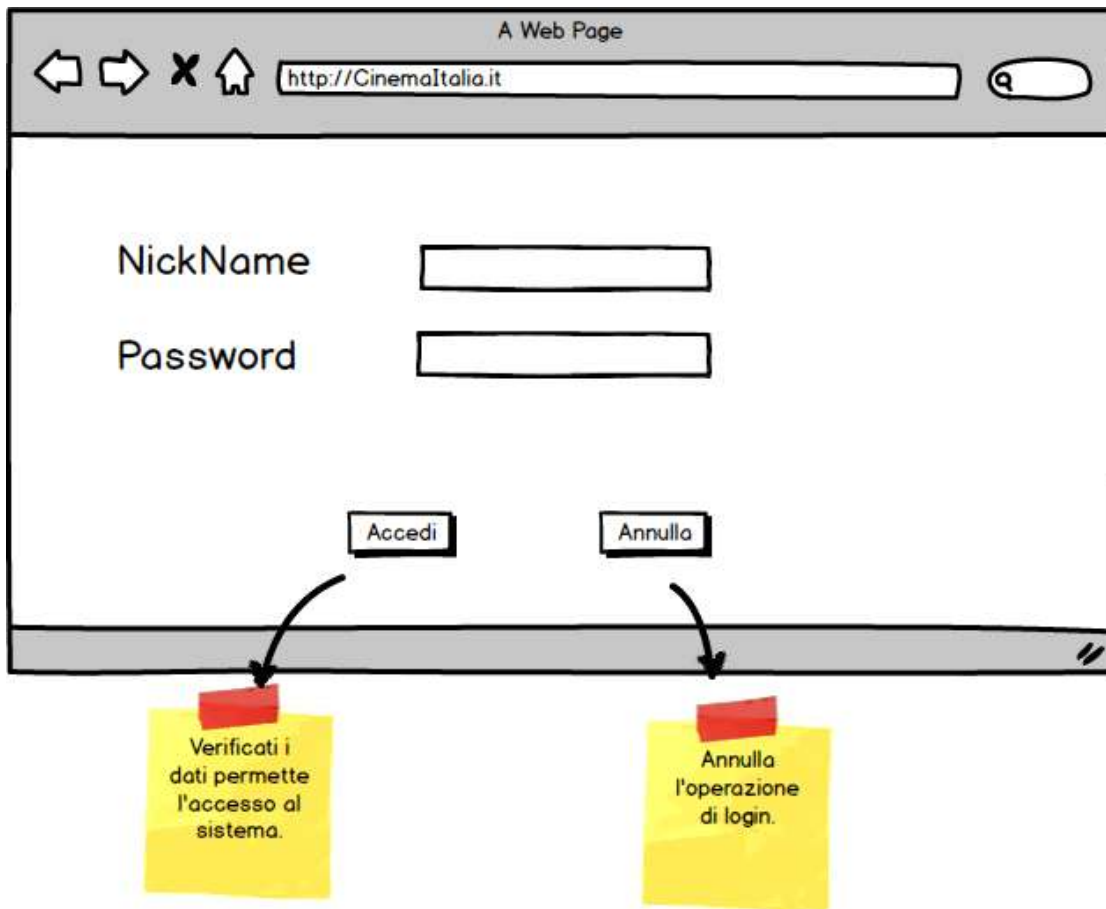 A Web Page
http://CinemaItalia.it
NickName
Password
Accedi
Annulla
Verificati i
dati permette
l'accesso al
sistema.
Annulla
l'operazione
di login.